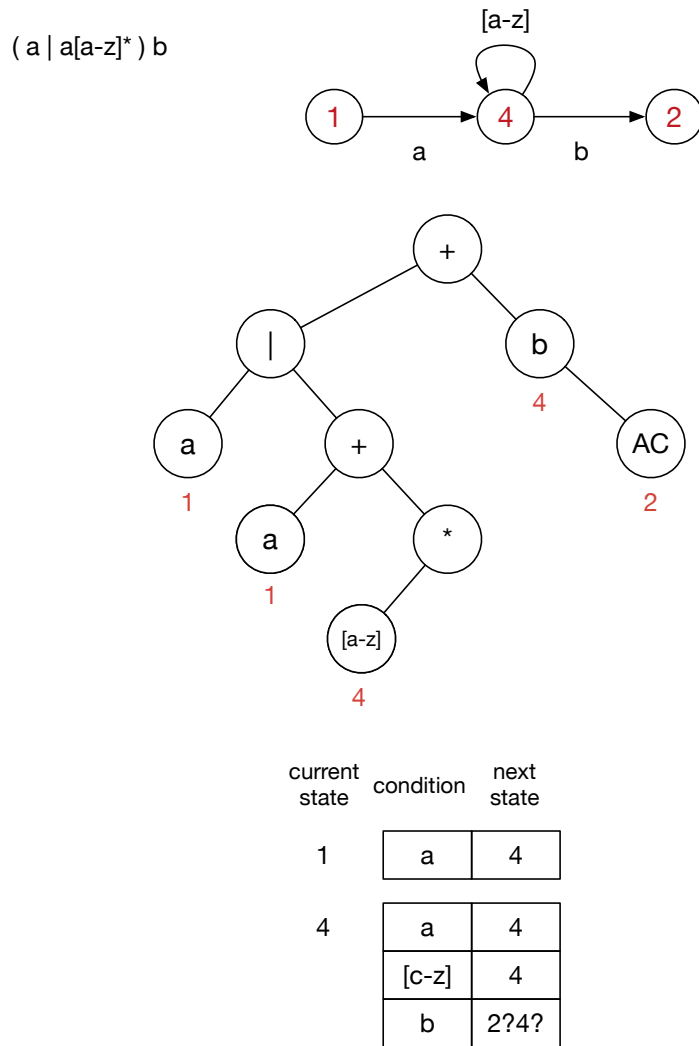 ( a | a[a-z]* ) b
[a-z]
1
4
2
a
b
+
|
b
4
a
+
AC
1
2
a
*
1
[a-z]
4
current state
condition
next state
1
a
4
4
a
4
[c-z]
4
b
2?4?